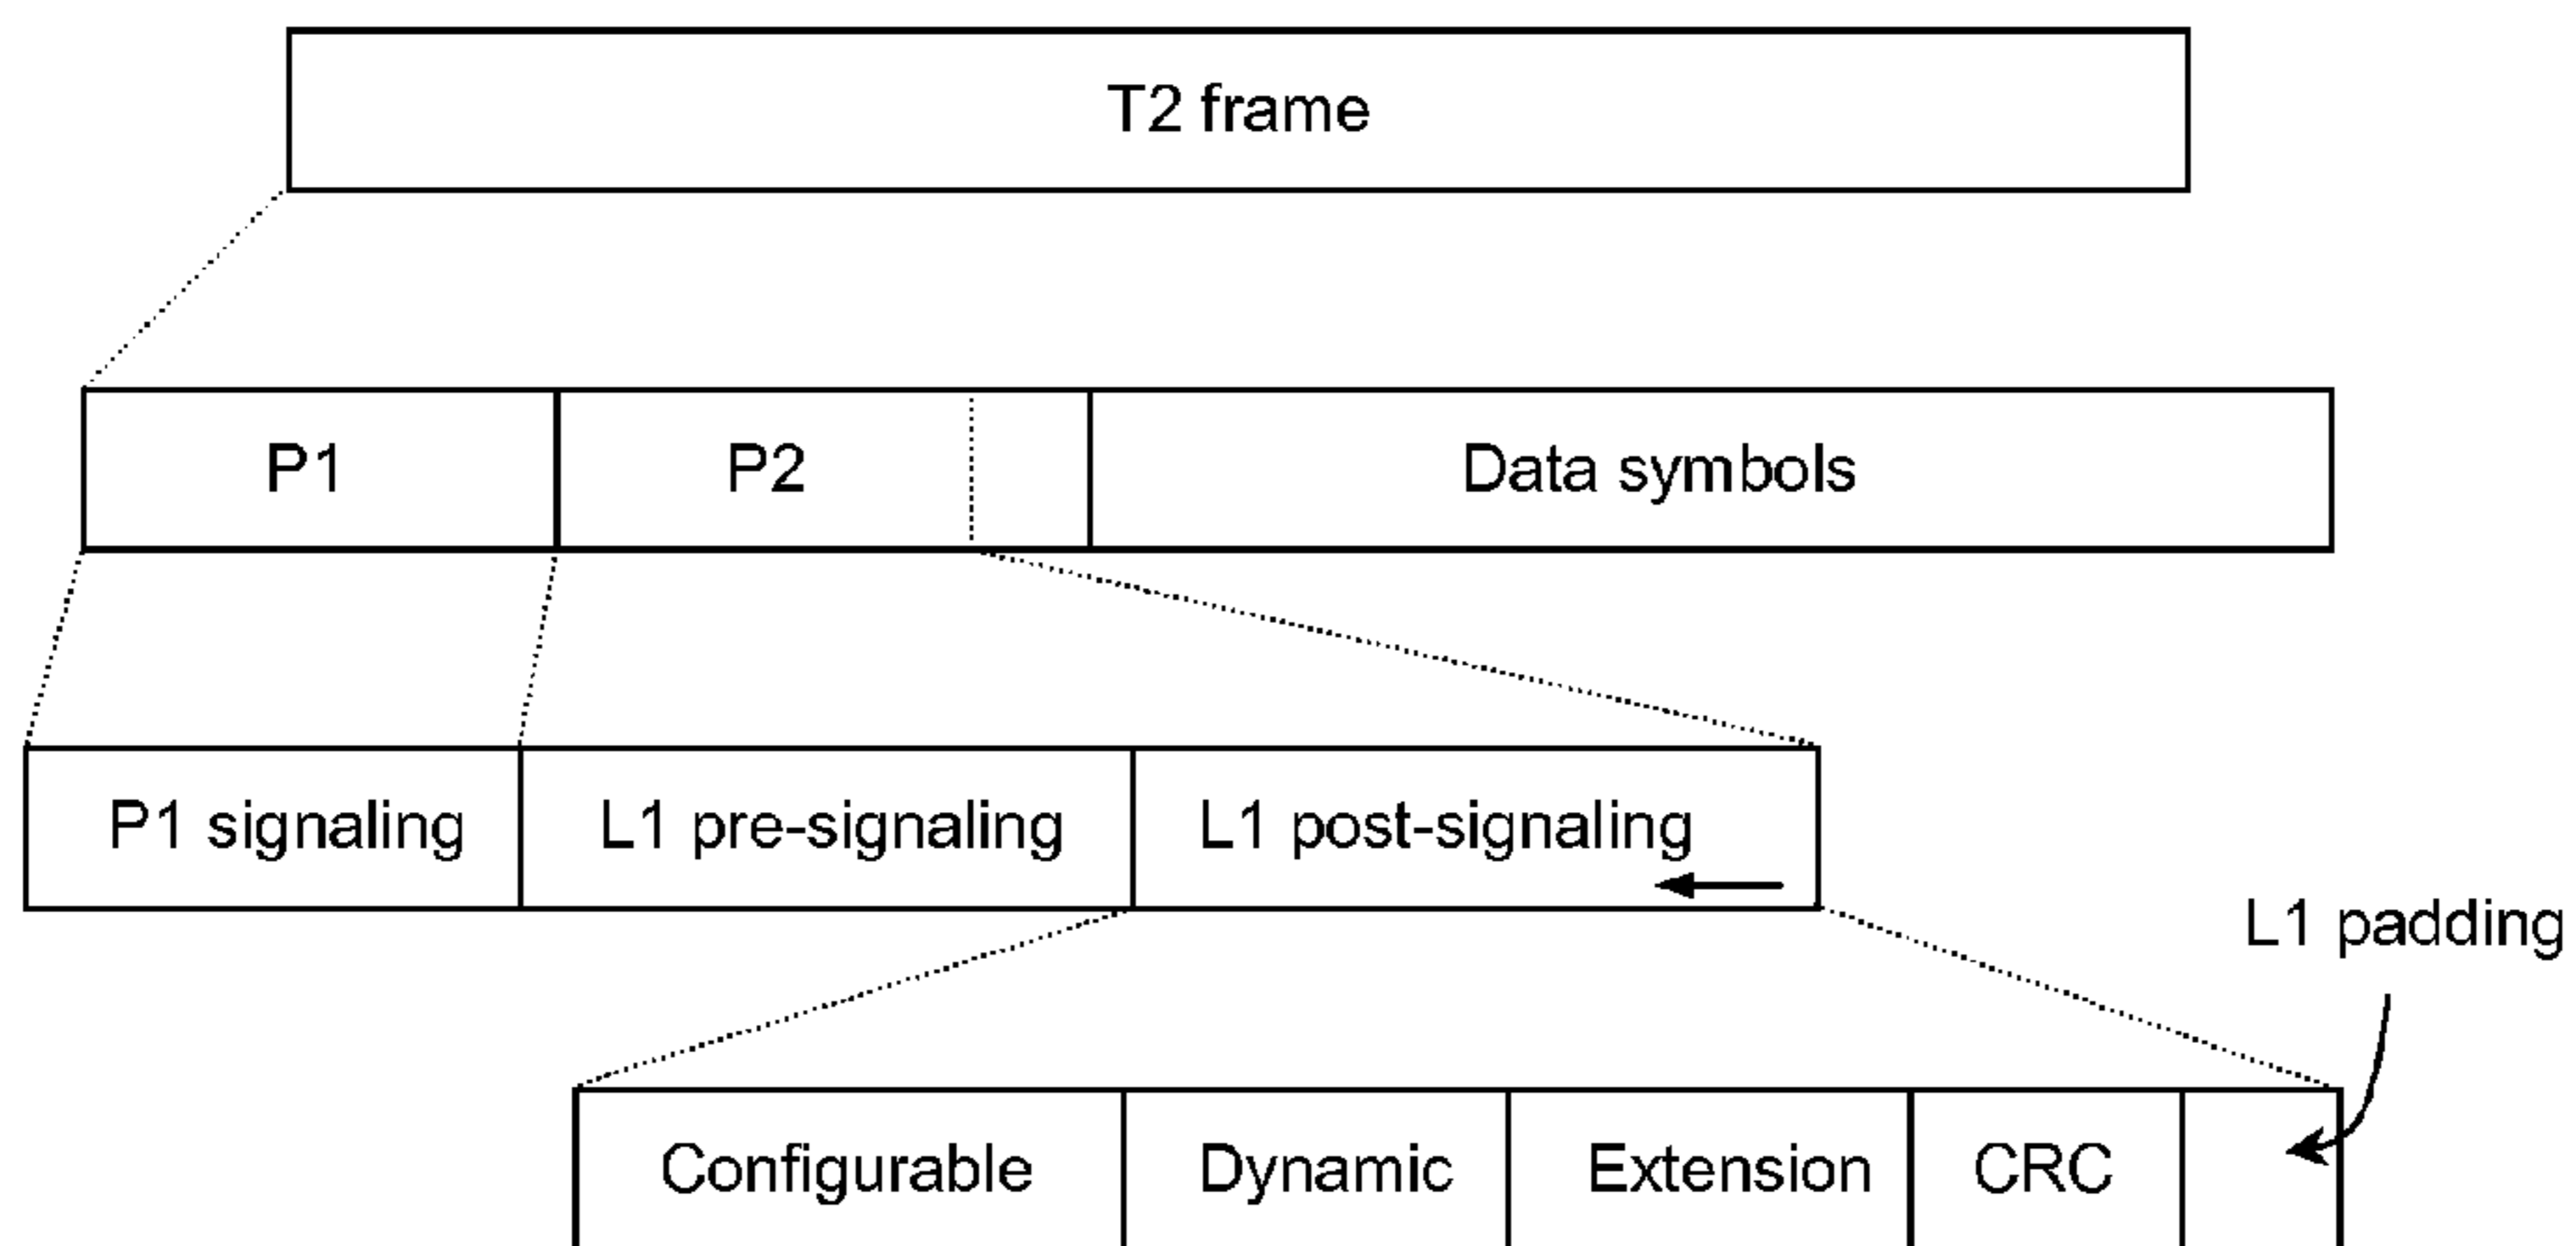 T2 frame
P1
P2
Data symbols
P1 signaling
L1 pre-signaling
L1 post-signaling
L1 padding
Configurable
Dynamic
Extension
CRC